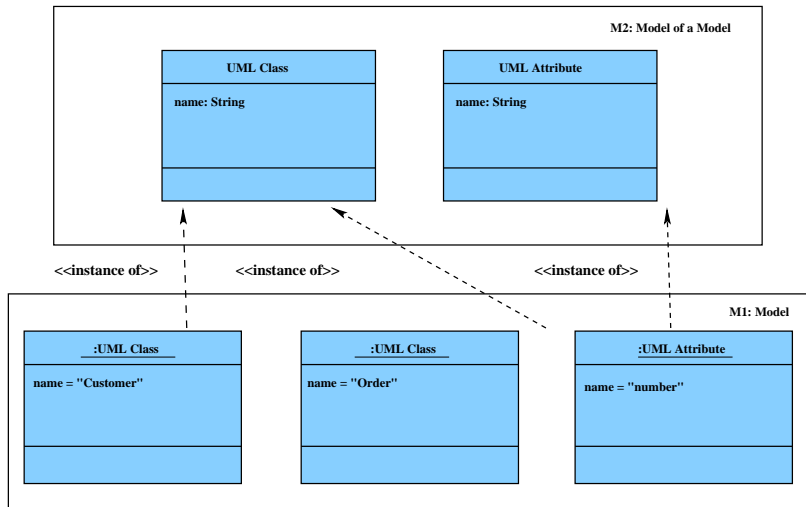 M2: Model of a Model
UML Class
UML Attribute
name: String
name: String
<<instance of>>
<<instance of>>
<<instance of>>
M1: Model
:UML Class
:UML Class
:UML Attribute
name = "Customer"
name = "Order"
name = "number"